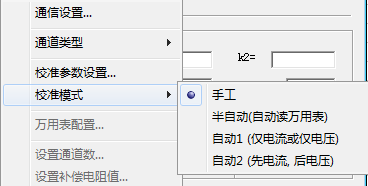 通信设置...
通道类型
k2=
校准参数设置...
校准模式
手工
半自动(自动读万用表)
万用表配置...
自动1 (仅电流或仅电压)
设置通道数...
自动2 (先电流, 后电压)
设置补偿电阻值...